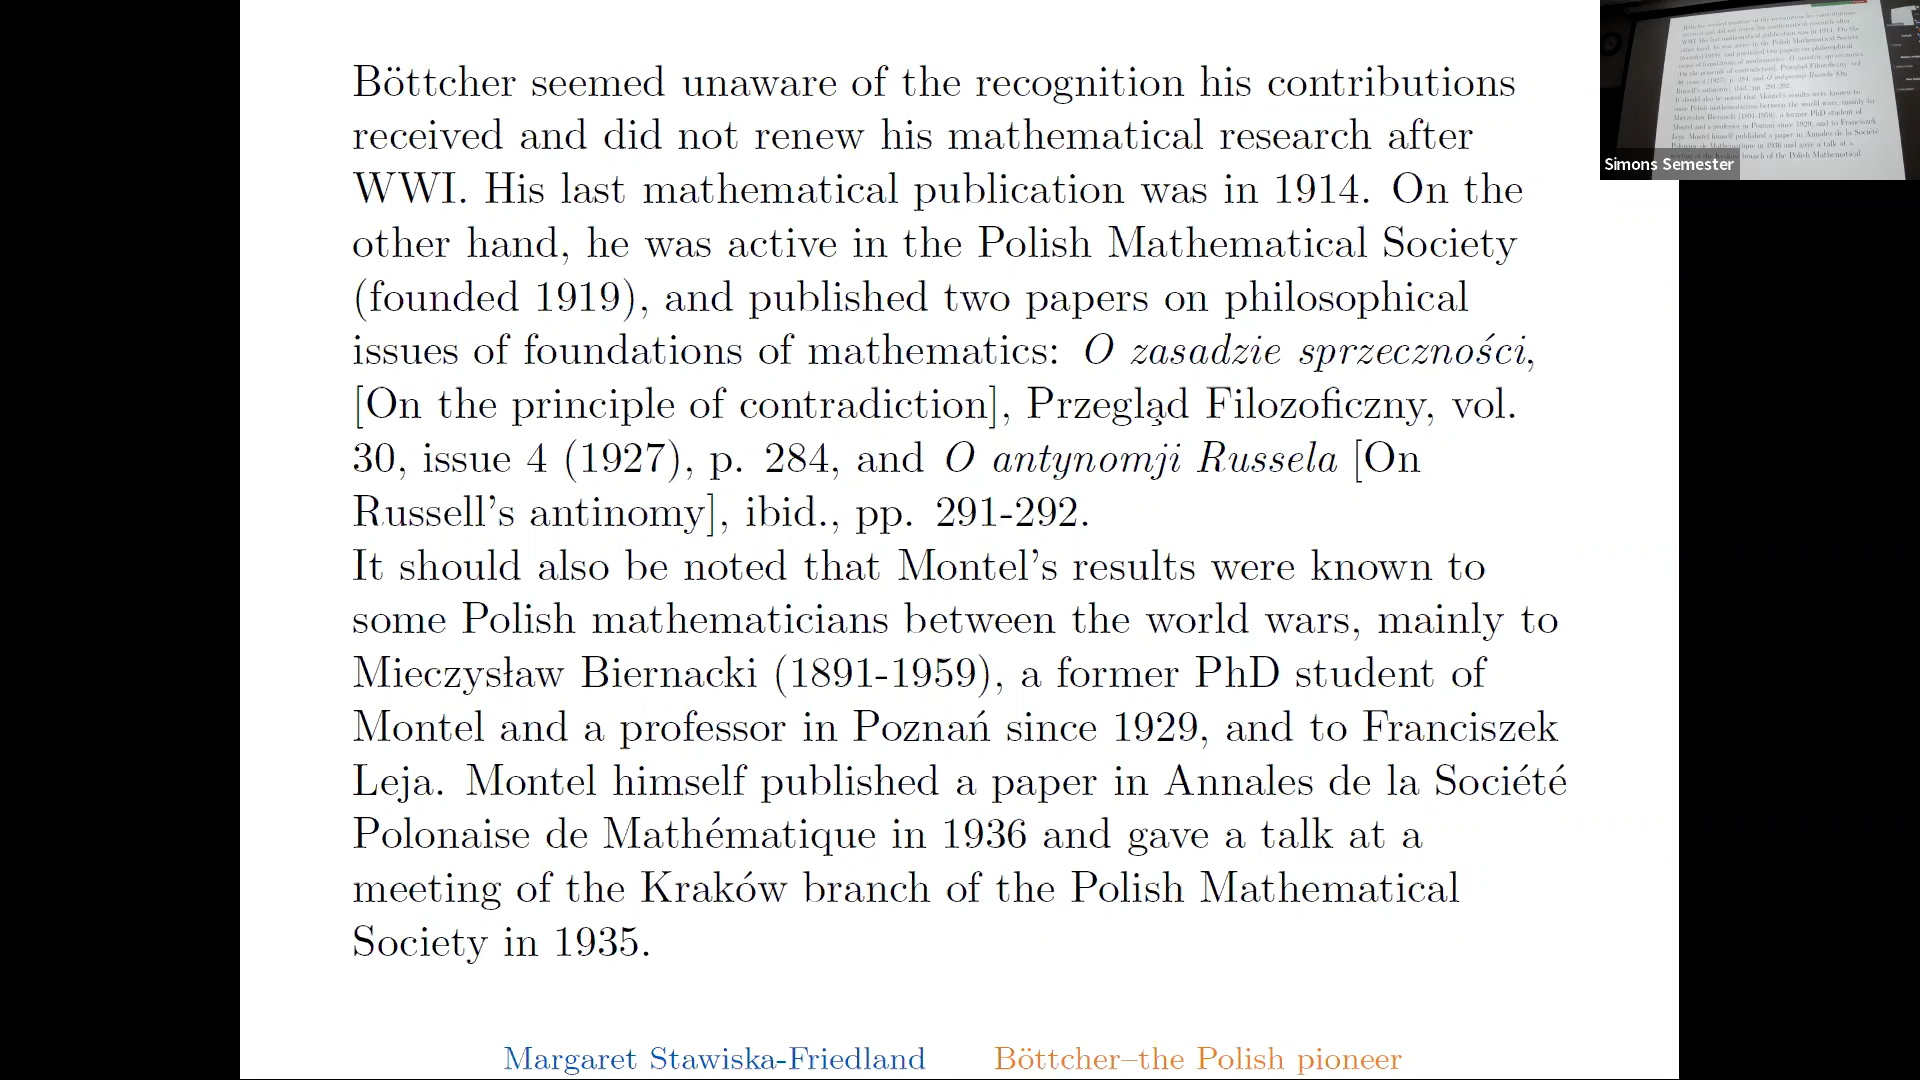 Böttcher seemed unaware of the recognition his contributions
received and did not renew his mathematical research after
WWI. His last mathematical publication was in 1914. On the
other hand, he was active in the Polish Mathematical Society
(founded 1919), and published two papers on philosophical
issues of foundations of mathematics: O zasadzie sprzeczności,
[On the principle of contradiction], Przegląd Filozoficzny, vol.
30, issue 4 (1927), p. 284, and O antynomji Russela [On
Russell's antinomy], ibid., pp. 291-292.
It should also be noted that Montel's results were known to
some Polish mathematicians between the world wars, mainly to
Mieczysław Biernacki (1891-1959), a former PhD student of
Montel and a professor in Poznań since 1929, and to Franciszek
Leja. Montel himself published a paper in Annales de la Société
Polonaise de Mathématique in 1936 and gave a talk at a
meeting of the Kraków branch of the Polish Mathematical
Society in 1935.
Margaret Stawiska-Friedland Böttcher–the Polish pioneer
Simons Semester